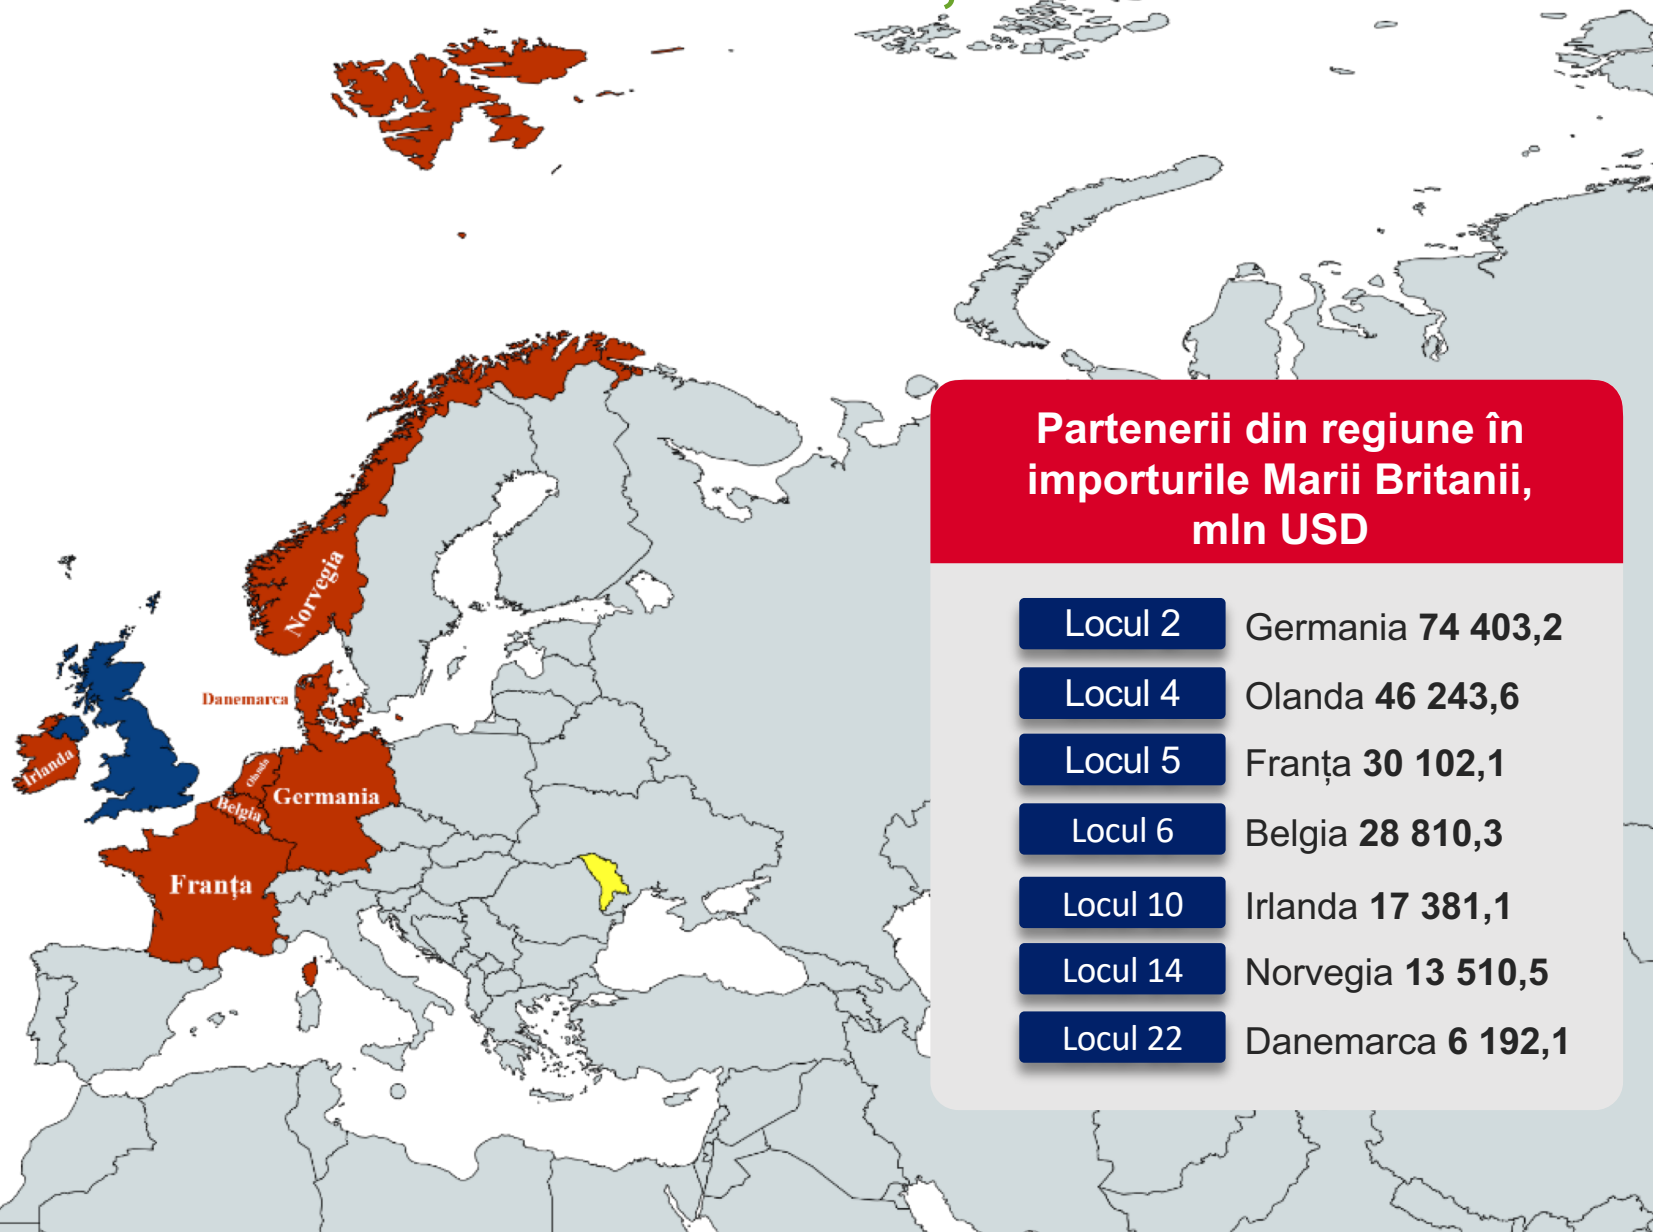 Partenerii din regiune în
importurile Marii Britanii,
mln USD
Locul 2 Germania 74 403,2
Locul 4 Olanda 46 243,6
Locul 5 Franța 30 102,1
Locul 6 Belgia 28 810,3
Locul 10 Irlanda 17 381,1
Locul 14 Norvegia 13 510,5
Locul 22 Danemarca 6 192,1
Norvegia
Danemarca
Irlanda
Olanda
Belgia
Germania
Franța